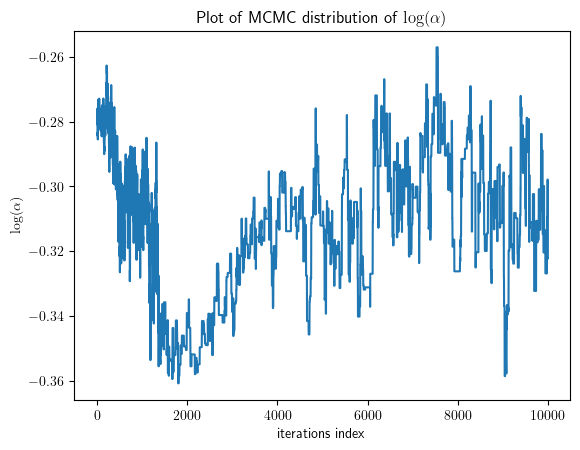 Plot of MCMC distribution of log(α)
−0.26
−0.28
−0.30
−0.32
−0.34
−0.36
log(α)
0 2000 4000 6000 8000 10000
iterations index